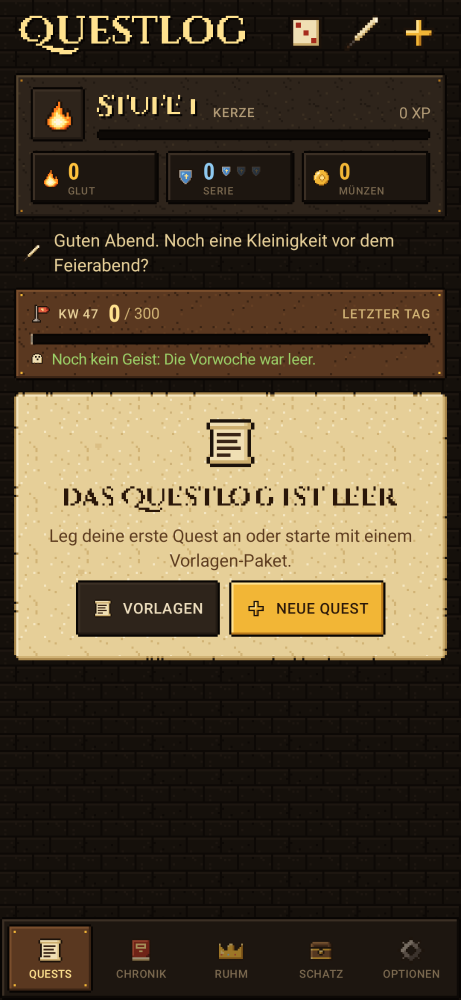 QUESTLOG
STUFE 1 KERZE 0 XP
0 GLUT
0 SERIE
0 MÜNZEN
Guten Abend. Noch eine Kleinigkeit vor dem
Feierabend?
KW 47 0 / 300 LETZTER TAG
Noch kein Geist: Die Vorwoche war leer.
DAS QUESTLOG IST LEER
Leg deine erste Quest an oder starte mit einem
Vorlagen-Paket.
VORLAGEN NEUE QUEST
QUESTS CHRONIK RUHM SCHATZ OPTIONEN